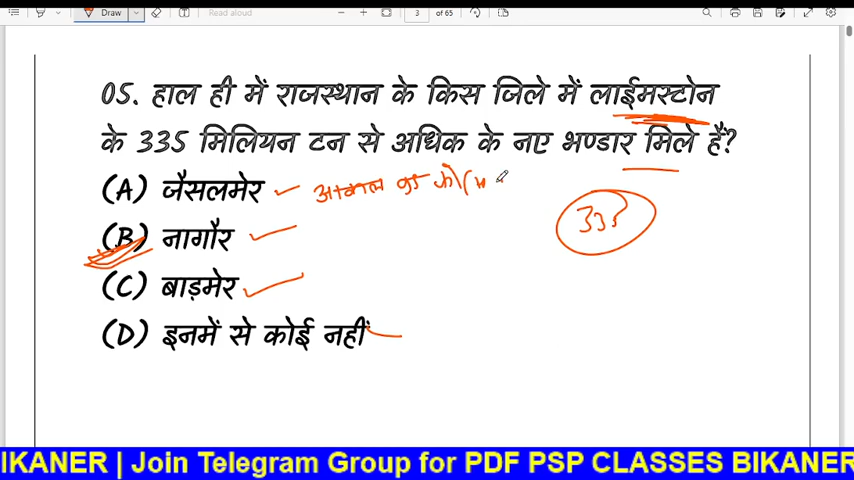 Draw
Read aloud
3
of 65
05. हाल ही में राजस्थान के किस जिले में लाईमस्टोन
के 335 मिलियन टन से अधिक के नए भण्डार मिले हैं?
(A) जैसलमेर
(B) नागौर
335
(C) बाड़मेर
(D) इनमें से कोई नहीं
IKANER | Join Telegram Group for PDF PSP CLASSES BIKANER